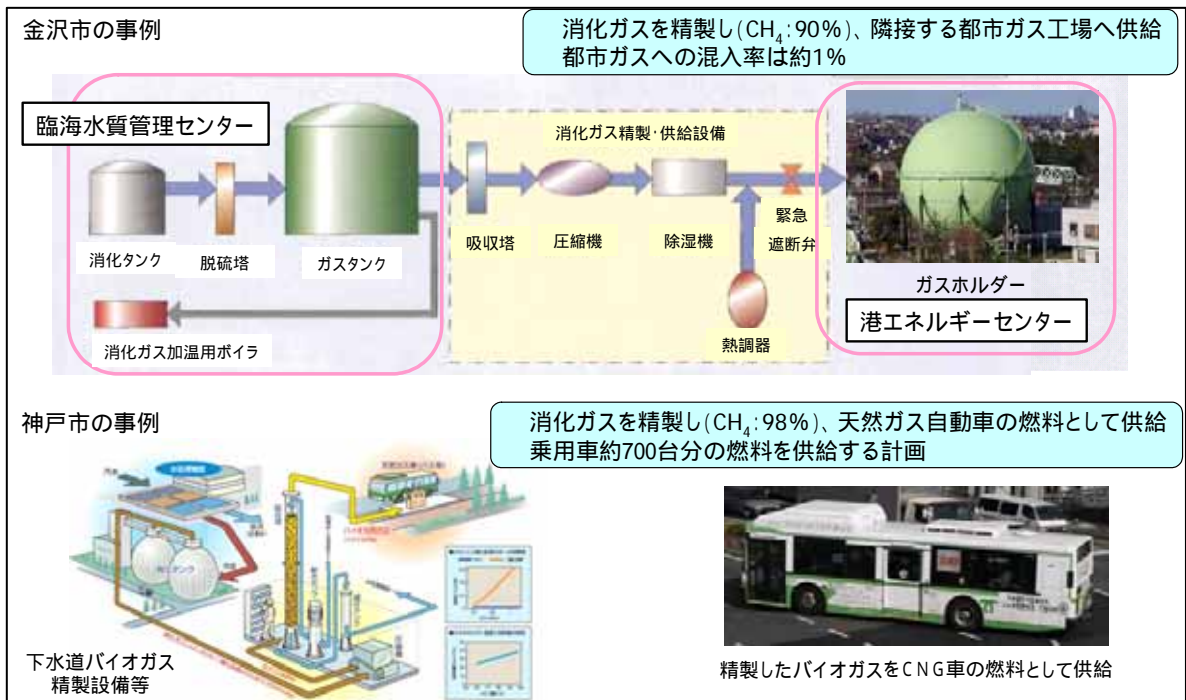 金沢市の事例
消化ガスを精製し(CH₄:90%)、隣接する都市ガス工場へ供給
都市ガスへの混入率は約1%
臨海水質管理センター
消化ガス精製・供給設備
消化タンク
脱硫塔
ガスタンク
吸収塔
圧縮機
除湿機
緊急
遮断弁
ガスホルダー
港エネルギーセンター
熱調器
消化ガス加温用ボイラ
神戸市の事例
消化ガスを精製し(CH₄:98%)、天然ガス自動車の燃料として供給
乗用車約700台分の燃料を供給する計画
下水道バイオガス
精製設備等
精製したバイオガスをCNG車の燃料として供給